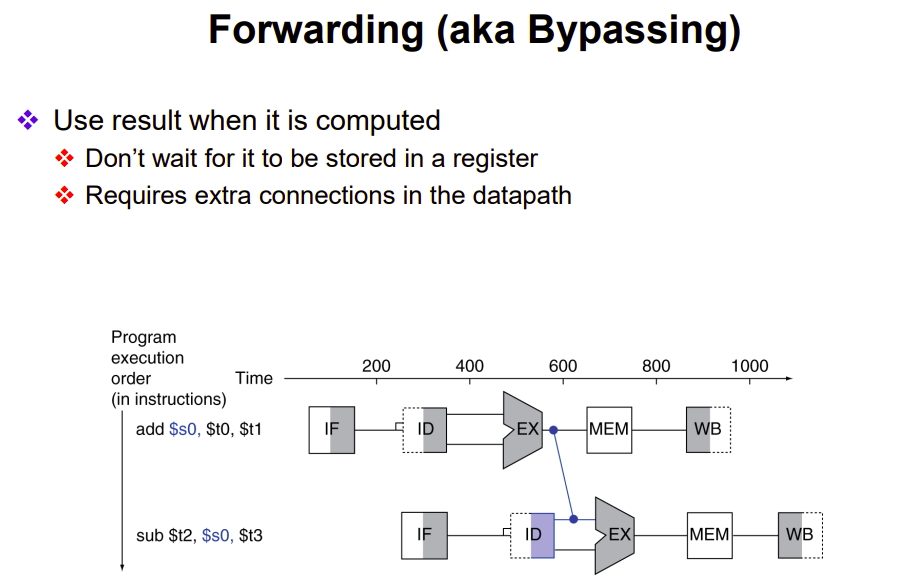 Forwarding (aka Bypassing)
Use result when it is computed
Don’t wait for it to be stored in a register
Requires extra connections in the datapath
Program
execution
order
(in instructions)
Time
200 400 600 800 1000
add $s0, $t0, $t1
IF ID EX MEM WB
sub $t2, $s0, $t3
IF ID EX MEM WB